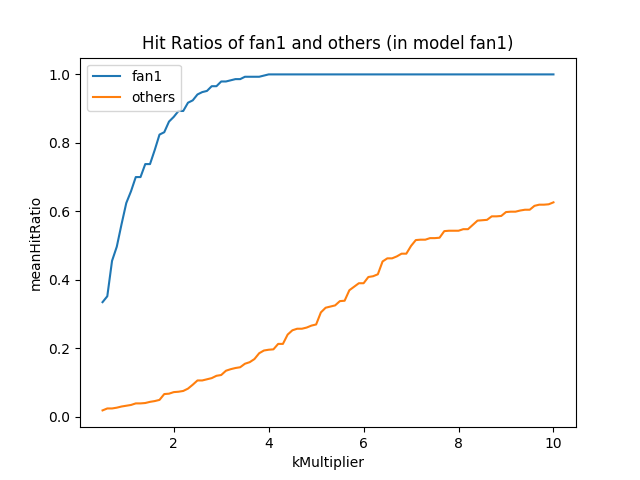 Hit Ratios of fan1 and others (in model fan1)
fan1
others
1.0
0.8
0.6
0.4
0.2
0.0
meanHitRatio
2 4 6 8 10
kMultiplier